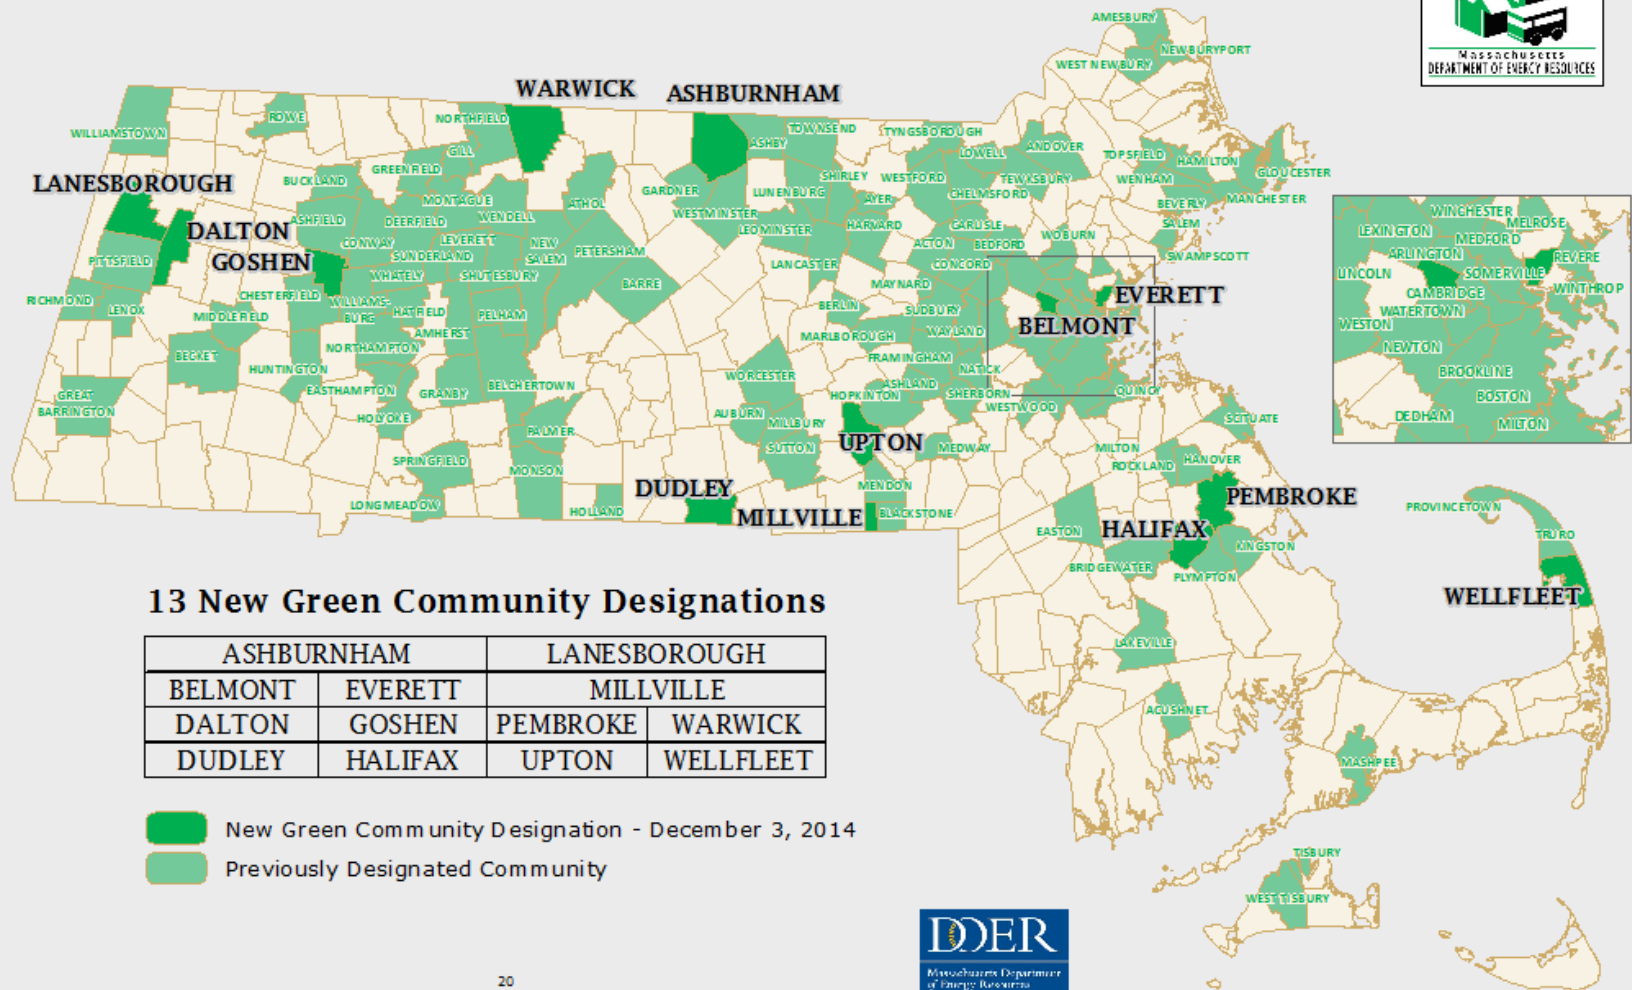 Massachusetts
DEPARTMENT OF ENERGY RESOURCES
AMESBURY
NEWBURYPORT
WEST NEWBURY
WARWICK
ASHBURNHAM
WILLIAMSTOWN
ROWE
NORTHFIELD
GILL
ASHBY
TOWNSEND
TYNGSBOROUGH
LOWELL
ANDOVER
TOPSFIELD
HAMILTON
GLOUCESTER
LANESBOROUGH
BUCKLAND
GREENFIELD
MONTAGUE
ATHOL
GARDNER
WESTMINSTER
LUNENBURG
SHIRLEY
WESTFORD
AYER
CHELMSFORD
TEWKSBURY
WENHAM
BEVERLY
MANCHESTER
SALEM
SWAMPSCOTT
DALTON
ASHFIELD
DEERFIELD
WENDELL
LEOMINSTER
HARVARD
CARLISLE
WOBURN
BEDFORD
ACTON
GOSHEN
CONWAY
LEVERETT
SUNDERLAND
NEW
SALEM
PETERSHAM
LANCASTER
CONCORD
PITTSFIELD
WHATELY
SHUTESBURY
BARRE
MAYNARD
RICHMOND
LENOX
CHESTERFIELD
WILLIAMS-
BURG
HATFIELD
PELHAM
BERLIN
SUDBURY
EVERETT
BELMONT
MIDDLEFIELD
AMHERST
NORTHAMPTON
MARLBOROUGH
WAYLAND
BECKET
HUNTINGTON
FRAMINGHAM
NATICK
GREAT
BARRINGTON
EASTHAMPTON
GRANBY
BELCHERTOWN
WORCESTER
ASHLAND
HOPKINTON
SHERBORN
QUINCY
WESTWOOD
HOLYOKE
PALMER
AUBURN
MILLBURY
SUTTON
UPTON
MEDWAY
SCITUATE
MILTON
ROCKLAND
HANOVER
SPRINGFIELD
MONSON
LONGMEADOW
HOLLAND
DUDLEY
MENDON
MILLVILLE
BLACKSTONE
PEMBROKE
EASTON
HALIFAX
KINGSTON
BRIDGEWATER
PLYMPTON
LAKEVILLE
ACUSHNET
MASHPEE
TISBURY
WEST TISBURY
PROVINCETOWN
TRURO
WELLFLEET
WINCHESTER
MELROSE
LEXINGTON
MEDFORD
ARLINGTON
REVERE
LINCOLN
SOMERVILLE
WINTHROP
CAMBRIDGE
WATERTOWN
WESTON
NEWTON
BROOKLINE
BOSTON
DEDHAM
MILTON
13 New Green Community Designations
ASHBURNHAM LANESBOROUGH
BELMONT EVERETT MILLVILLE
DALTON GOSHEN PEMBROKE WARWICK
DUDLEY HALIFAX UPTON WELLFLEET
New Green Community Designation - December 3, 2014
Previously Designated Community
DOER
Massachusetts Department
of Energy Resources
20